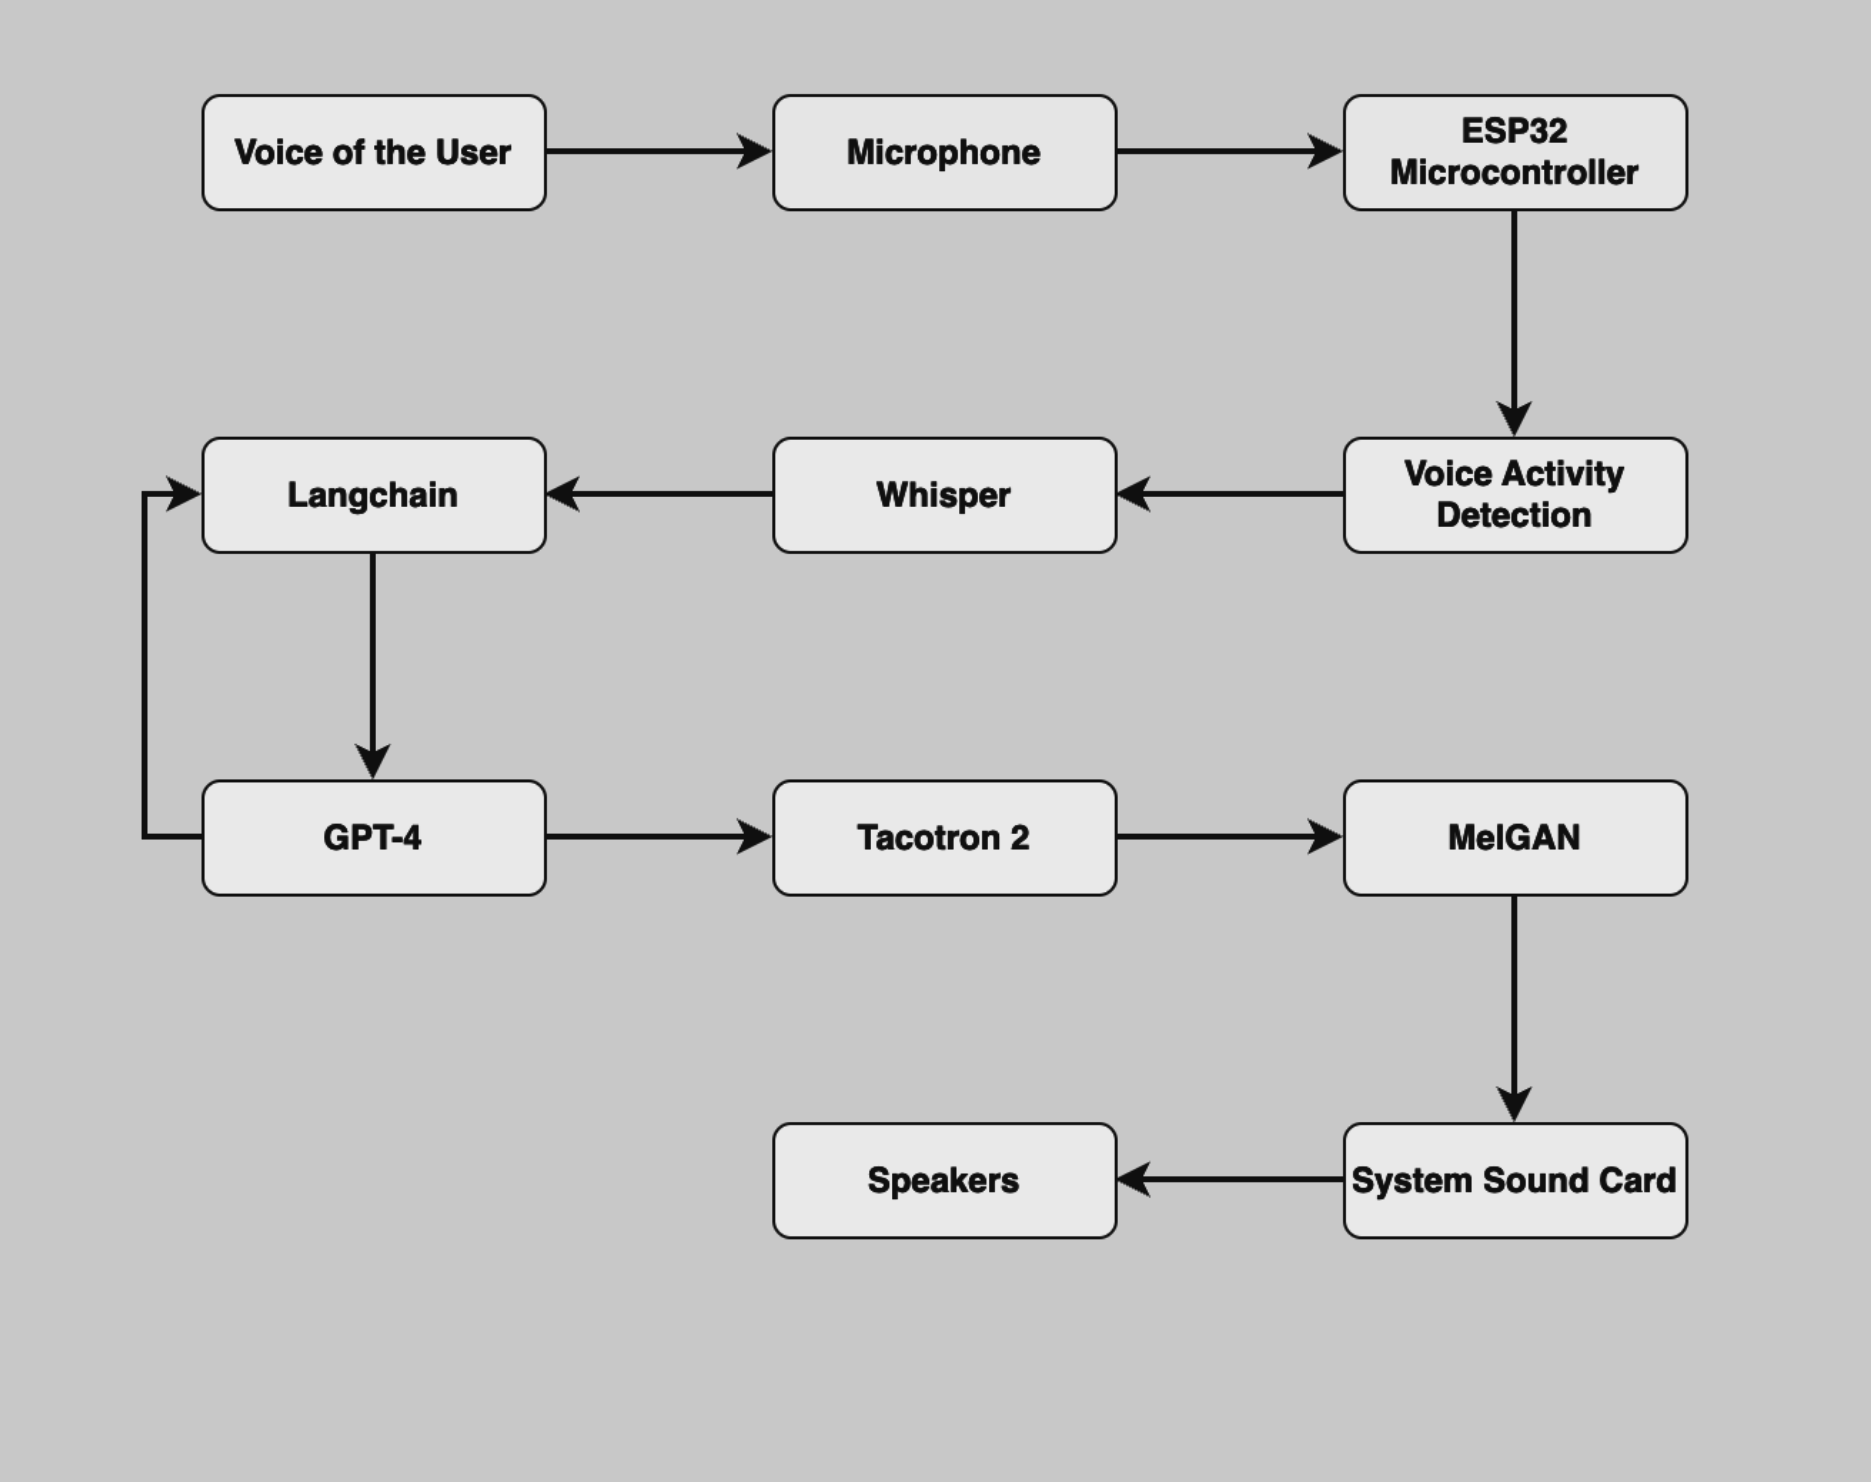 Voice of the User
Microphone
ESP32
Microcontroller
Langchain
Whisper
Voice Activity
Detection
GPT-4
Tacotron 2
MelGAN
Speakers
System Sound Card